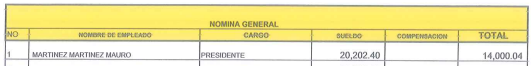 NOMINA GENERAL
NO NOMBRE DE EMPLEADO CARGO SUELDO COMPENSACION TOTAL
1 MARTINEZ MARTINEZ MAURO PRESIDENTE 20,202.40 14,000.04